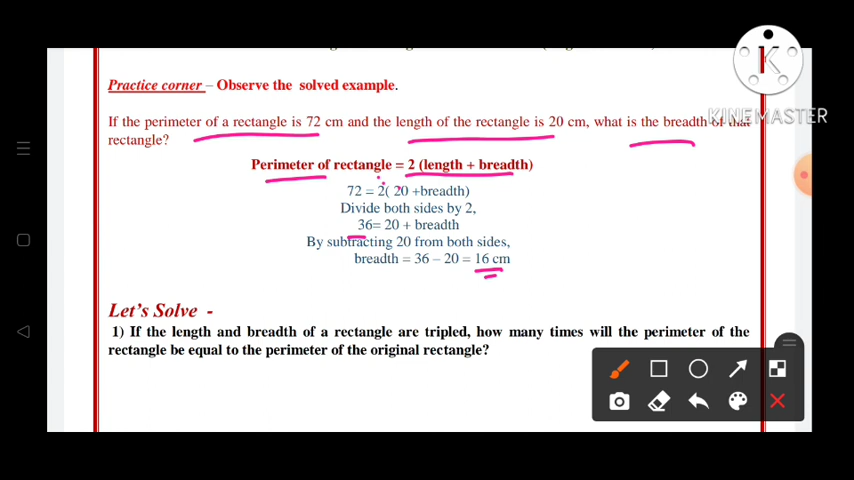 Practice corner – Observe the solved example.
KINEMASTER
If the perimeter of a rectangle is 72 cm and the length of the rectangle is 20 cm, what is the breadth of that
rectangle?
Perimeter of rectangle = 2 (length + breadth)
72 = 2( 20 +breadth)
Divide both sides by 2,
36= 20 + breadth
By subtracting 20 from both sides,
breadth = 36 – 20 = 16 cm
Let's Solve -
1) If the length and breadth of a rectangle are tripled, how many times will the perimeter of the
rectangle be equal to the perimeter of the original rectangle?